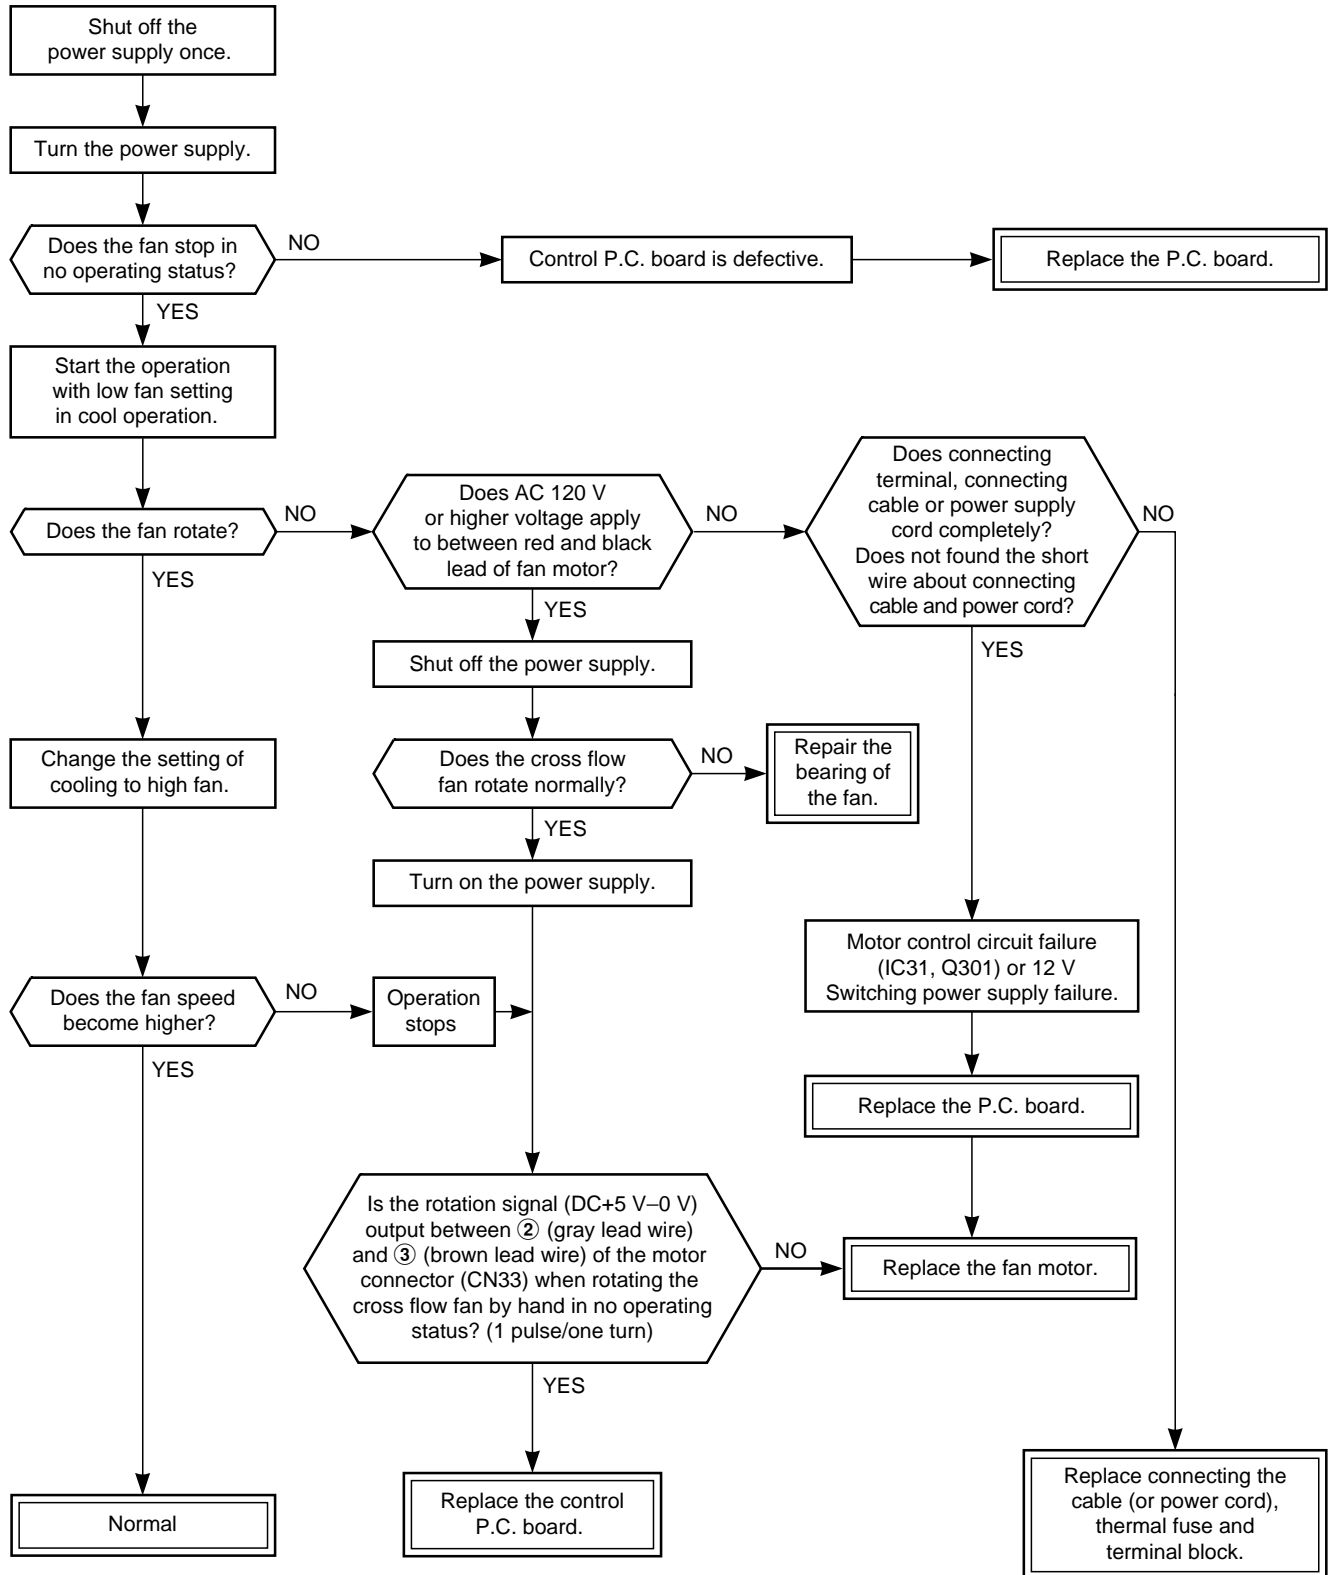 Shut off the
power supply once.
Turn the power supply.
Does the fan stop in
no operating status?
NO
Control P.C. board is defective.
Replace the P.C. board.
YES
Start the operation
with low fan setting
in cool operation.
Does the fan rotate?
NO
Does AC 120 V
or higher voltage apply
to between red and black
lead of fan motor?
NO
Does connecting
terminal, connecting
cable or power supply
cord completely?
Does not found the short
wire about connecting
cable and power cord?
NO
YES
YES
YES
Shut off the power supply.
Change the setting of
cooling to high fan.
Does the cross flow
fan rotate normally?
NO
Repair the
bearing of
the fan.
YES
Turn on the power supply.
Motor control circuit failure
(IC31, Q301) or 12 V
Switching power supply failure.
Does the fan speed
become higher?
NO
Operation
stops
YES
Replace the P.C. board.
Is the rotation signal (DC+5 V–0 V)
output between ② (gray lead wire)
and ③ (brown lead wire) of the motor
connector (CN33) when rotating the
cross flow fan by hand in no operating
status? (1 pulse/one turn)
NO
Replace the fan motor.
YES
Normal
Replace the control
P.C. board.
Replace connecting the
cable (or power cord),
thermal fuse and
terminal block.